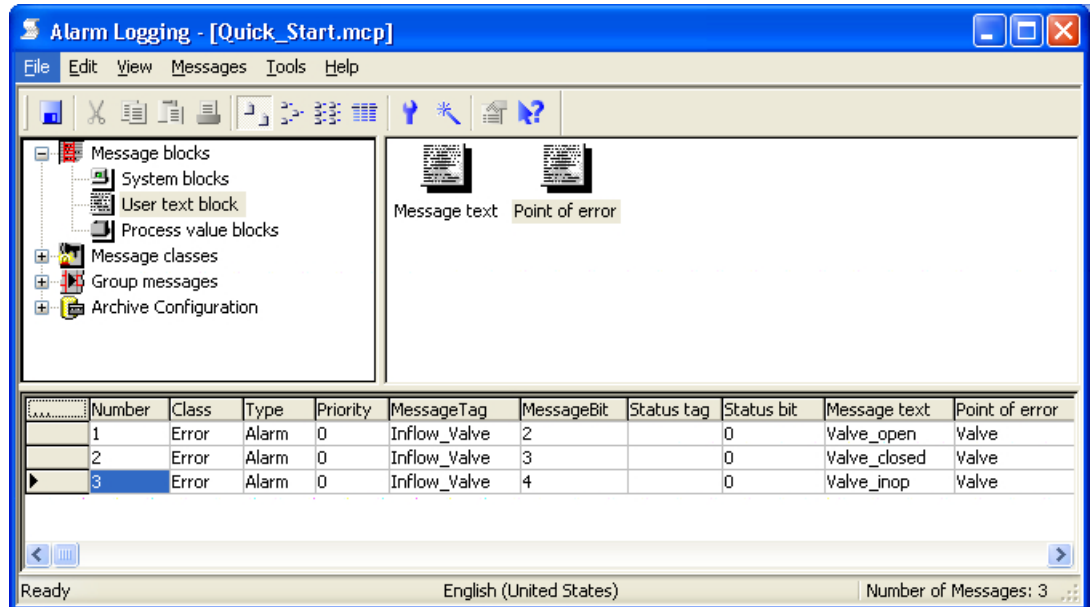 Alarm Logging - [Quick_Start.mcp]
File Edit View Messages Tools Help
Message blocks
System blocks
User text block
Process value blocks
Message classes
Group messages
Archive Configuration
Message text Point of error
Number Class Type Priority MessageTag MessageBit Status tag Status bit Message text Point of error
1 Error Alarm 0 Inflow_Valve 2 0 Valve_open Valve
2 Error Alarm 0 Inflow_Valve 3 0 Valve_closed Valve
3 Error Alarm 0 Inflow_Valve 4 0 Valve_inop Valve
Ready English (United States) Number of Messages: 3